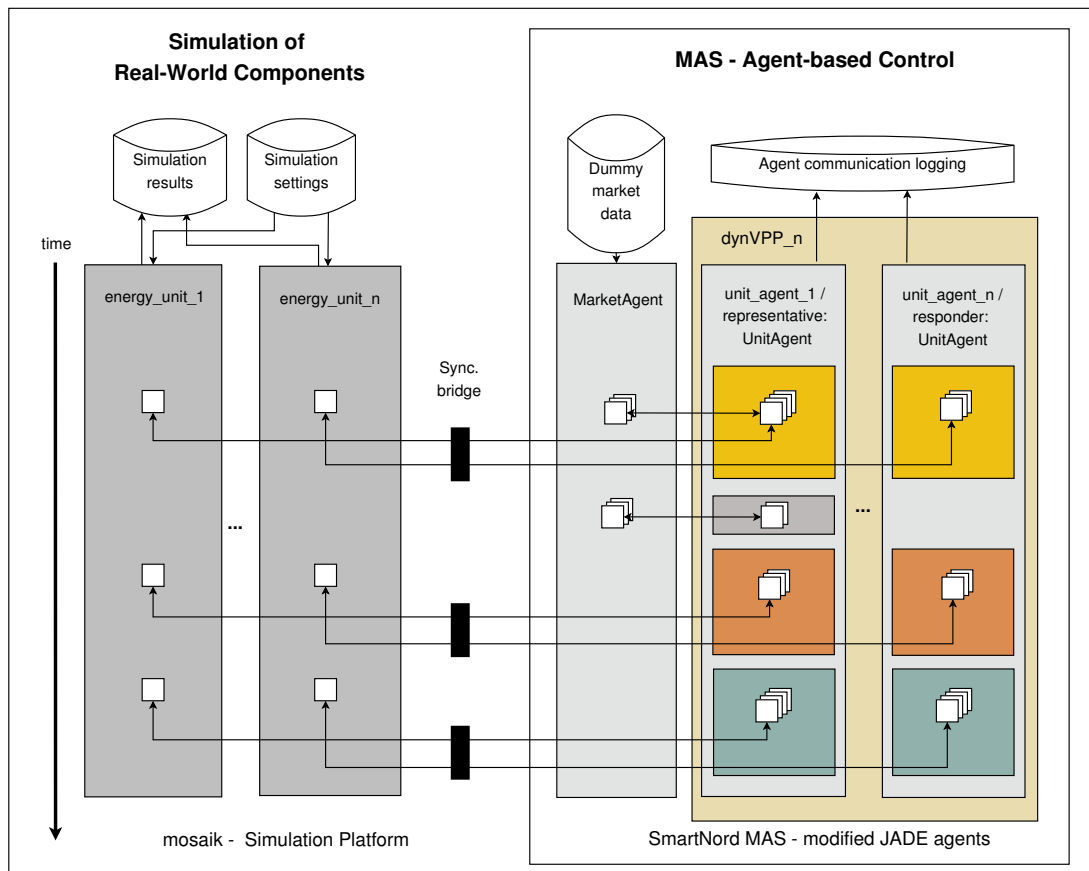 Simulation of
Real-World Components
MAS - Agent-based Control
Simulation
results
Simulation
settings
Dummy
market
data
Agent communication logging
time
dynVPP_n
energy_unit_1
energy_unit_n
MarketAgent
unit_agent_1 /
representative:
UnitAgent
unit_agent_n /
responder:
UnitAgent
Sync.
bridge
...
...
mosaik -  Simulation Platform
SmartNord MAS - modified JADE agents